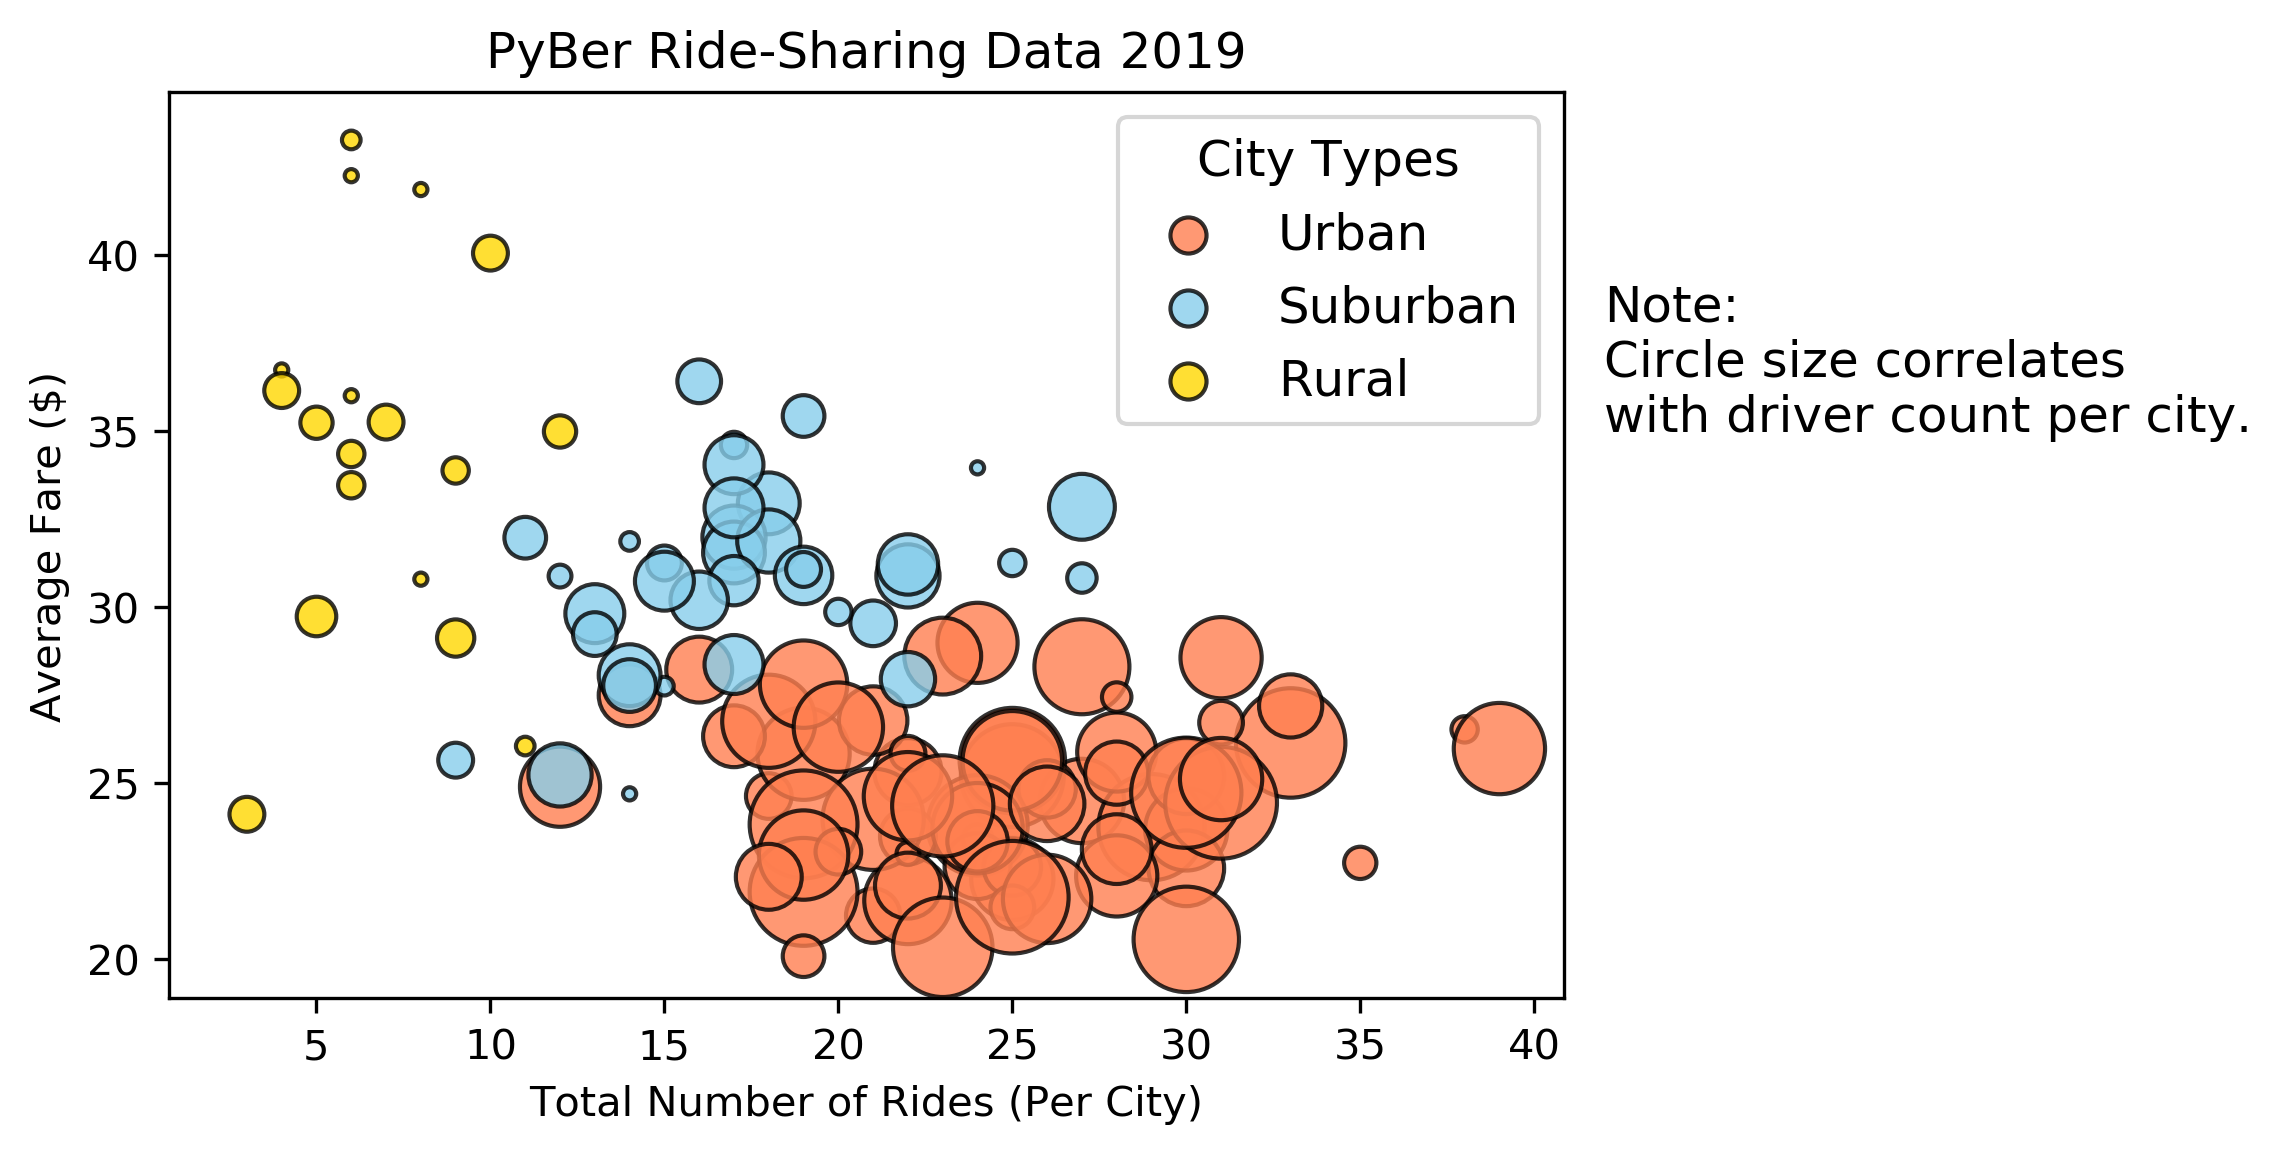 PyBer Ride-Sharing Data 2019
City Types
Urban
Suburban
Rural
Note:
Circle size correlates
with driver count per city.
Average Fare ($)
40
35
30
25
20
5 10 15 20 25 30 35 40
Total Number of Rides (Per City)